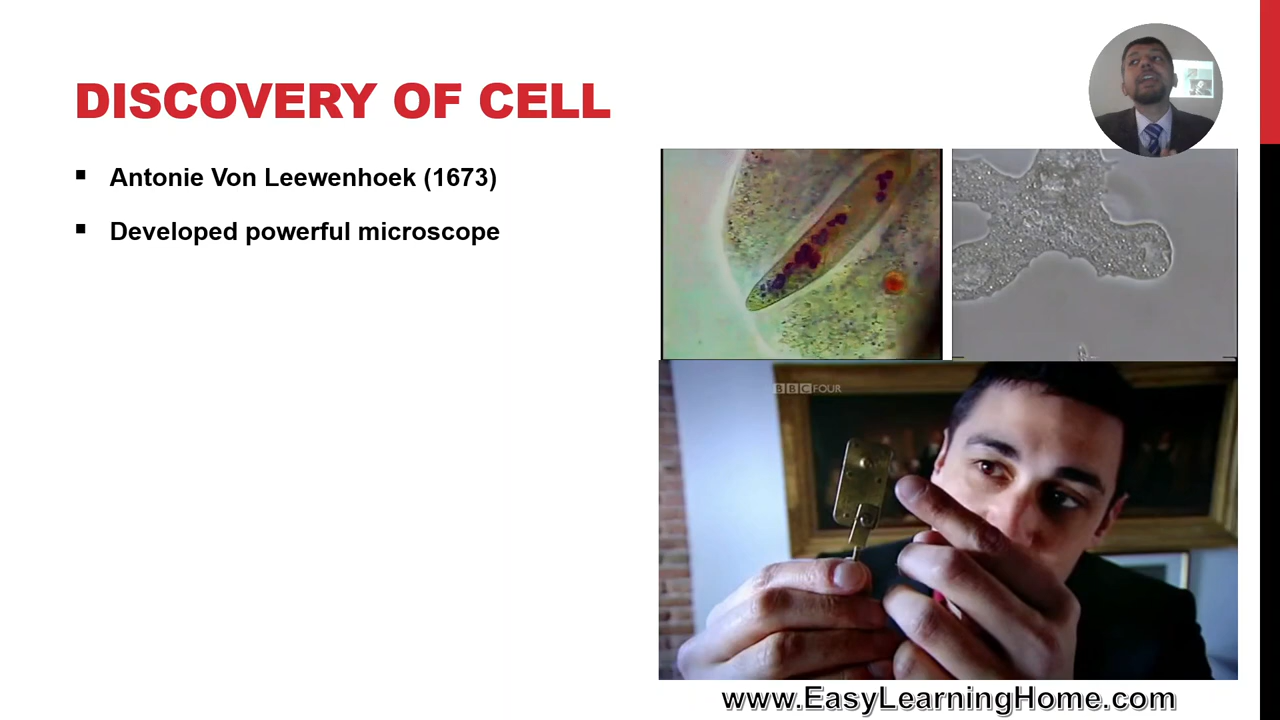 DISCOVERY OF CELL
▪ Antonie Von Leewenhoek (1673)
▪ Developed powerful microscope
BBC FOUR
www.EasyLearningHome.com